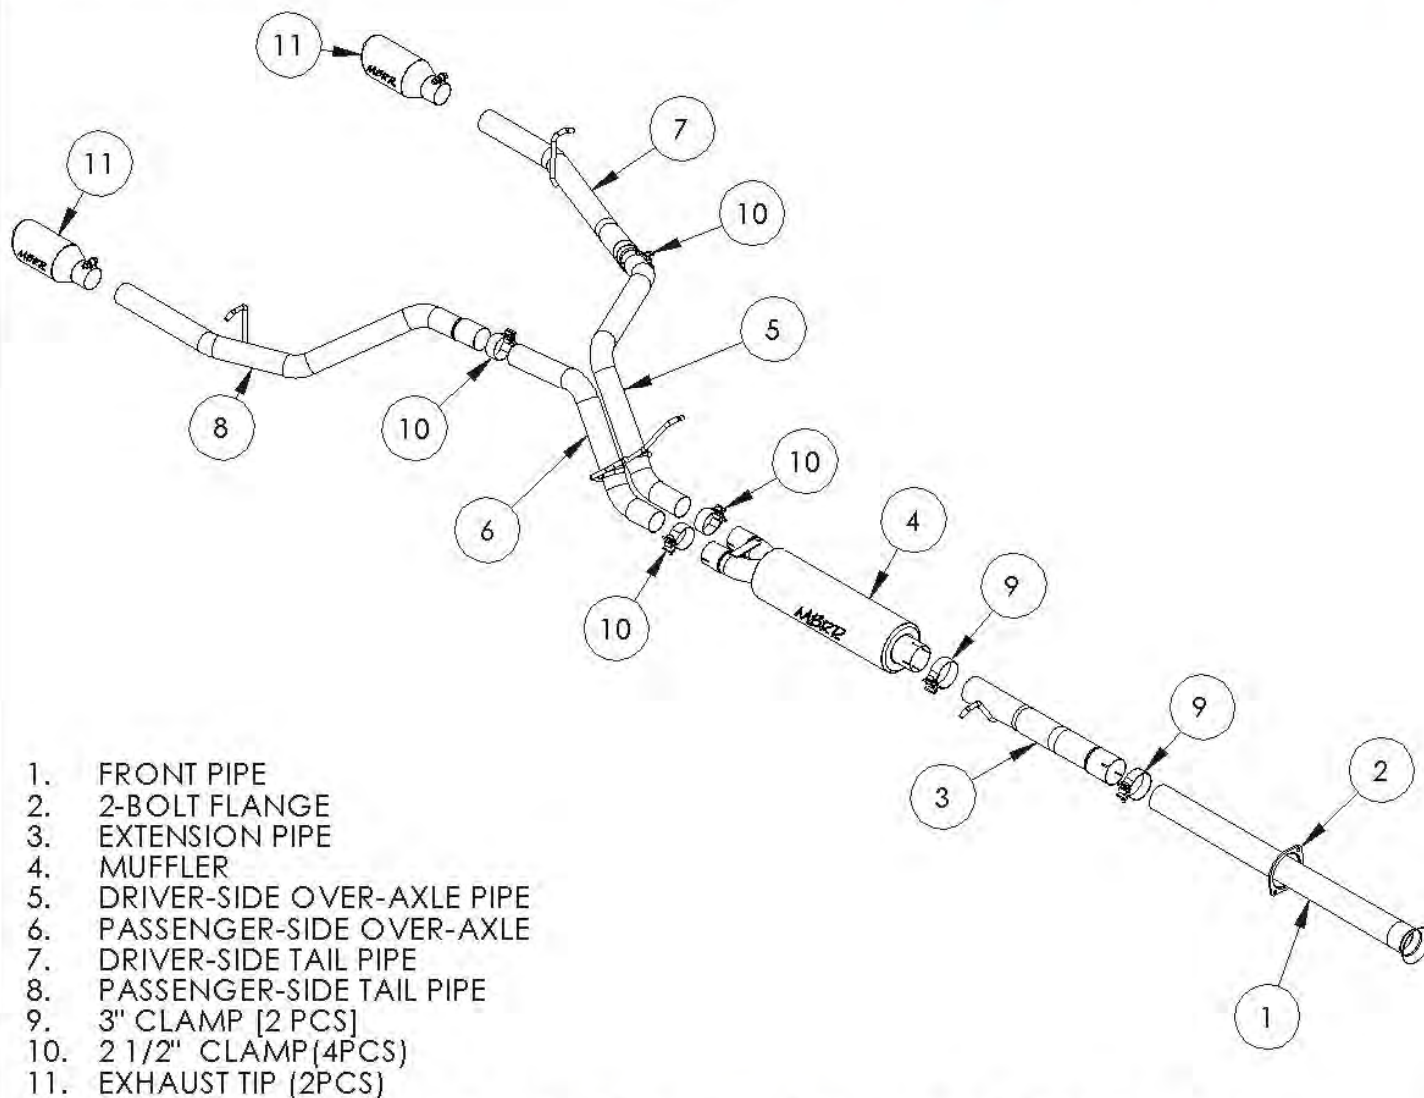 11
11
MBRP
MBRP
7
10
5
8
10
6
10
10
4
MBRP
9
9
3
2
1
1. FRONT PIPE
2. 2-BOLT FLANGE
3. EXTENSION PIPE
4. MUFFLER
5. DRIVER-SIDE OVER-AXLE PIPE
6. PASSENGER-SIDE OVER-AXLE
7. DRIVER-SIDE TAIL PIPE
8. PASSENGER-SIDE TAIL PIPE
9. 3" CLAMP [2 PCS]
10. 2 1/2" CLAMP(4PCS)
11. EXHAUST TIP (2PCS)